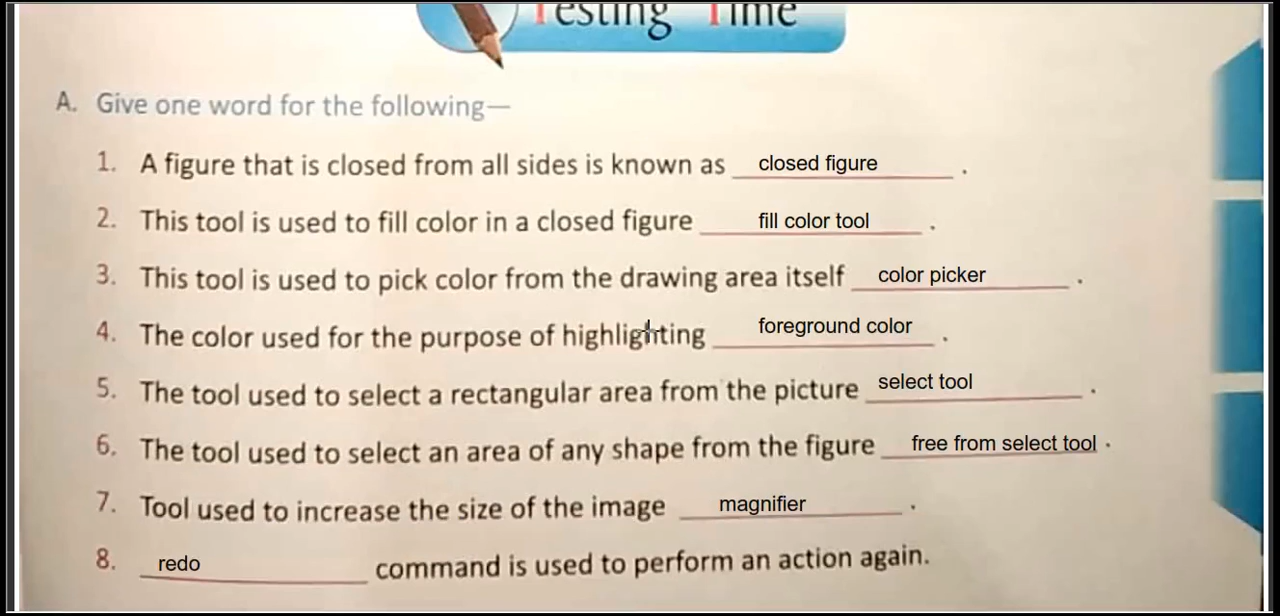 Testing Time
A. Give one word for the following—
1. A figure that is closed from all sides is known as closed figure .
2. This tool is used to fill color in a closed figure fill color tool .
3. This tool is used to pick color from the drawing area itself color picker .
4. The color used for the purpose of highlighting foreground color .
5. The tool used to select a rectangular area from the picture select tool .
6. The tool used to select an area of any shape from the figure free from select tool .
7. Tool used to increase the size of the image magnifier .
8. redo command is used to perform an action again.